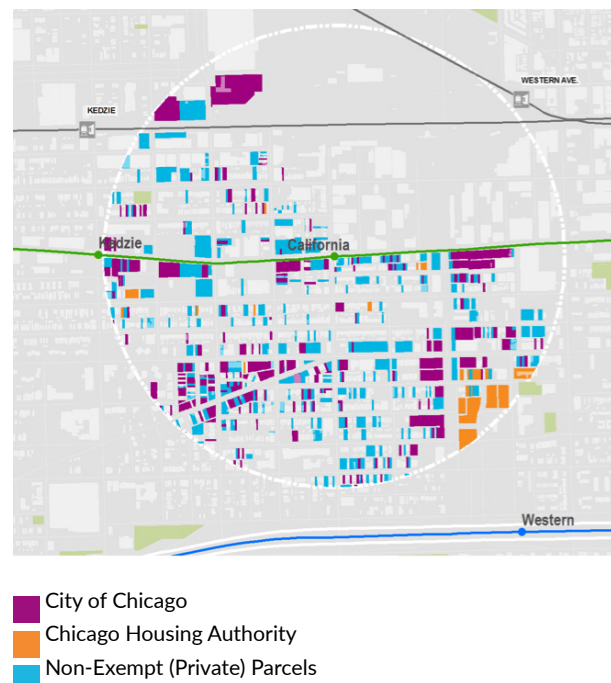 WESTERN AVE.
KEDZIE
Kedzie
California
Western
City of Chicago
Chicago Housing Authority
Non-Exempt (Private) Parcels